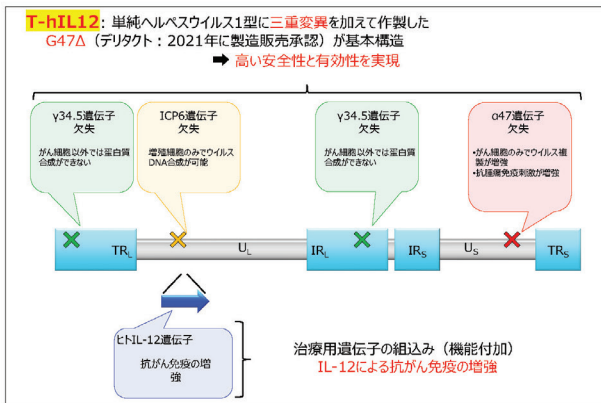 T-hIL12: 単純ヘルペスウイルス1型に三重変異を加えて作製した
G47Δ（デリタクト：2021年に製造販売承認）が基本構造
➡ 高い安全性と有効性を実現
γ34.5遺伝子
欠失
がん細胞以外では蛋白質
合成ができない
ICP6遺伝子
欠失
増殖細胞のみでウイルス
DNA合成が可能
γ34.5遺伝子
欠失
がん細胞以外では蛋白質
合成ができない
α47遺伝子
欠失
•がん細胞のみでウイルス複
製が増強
•抗腫瘍免疫刺激が増強
TRL
UL
IRL
IRS
US
TRS
ヒトIL-12遺伝子
抗がん免疫の増
強
治療用遺伝子の組込み（機能付加）
IL-12による抗がん免疫の増強